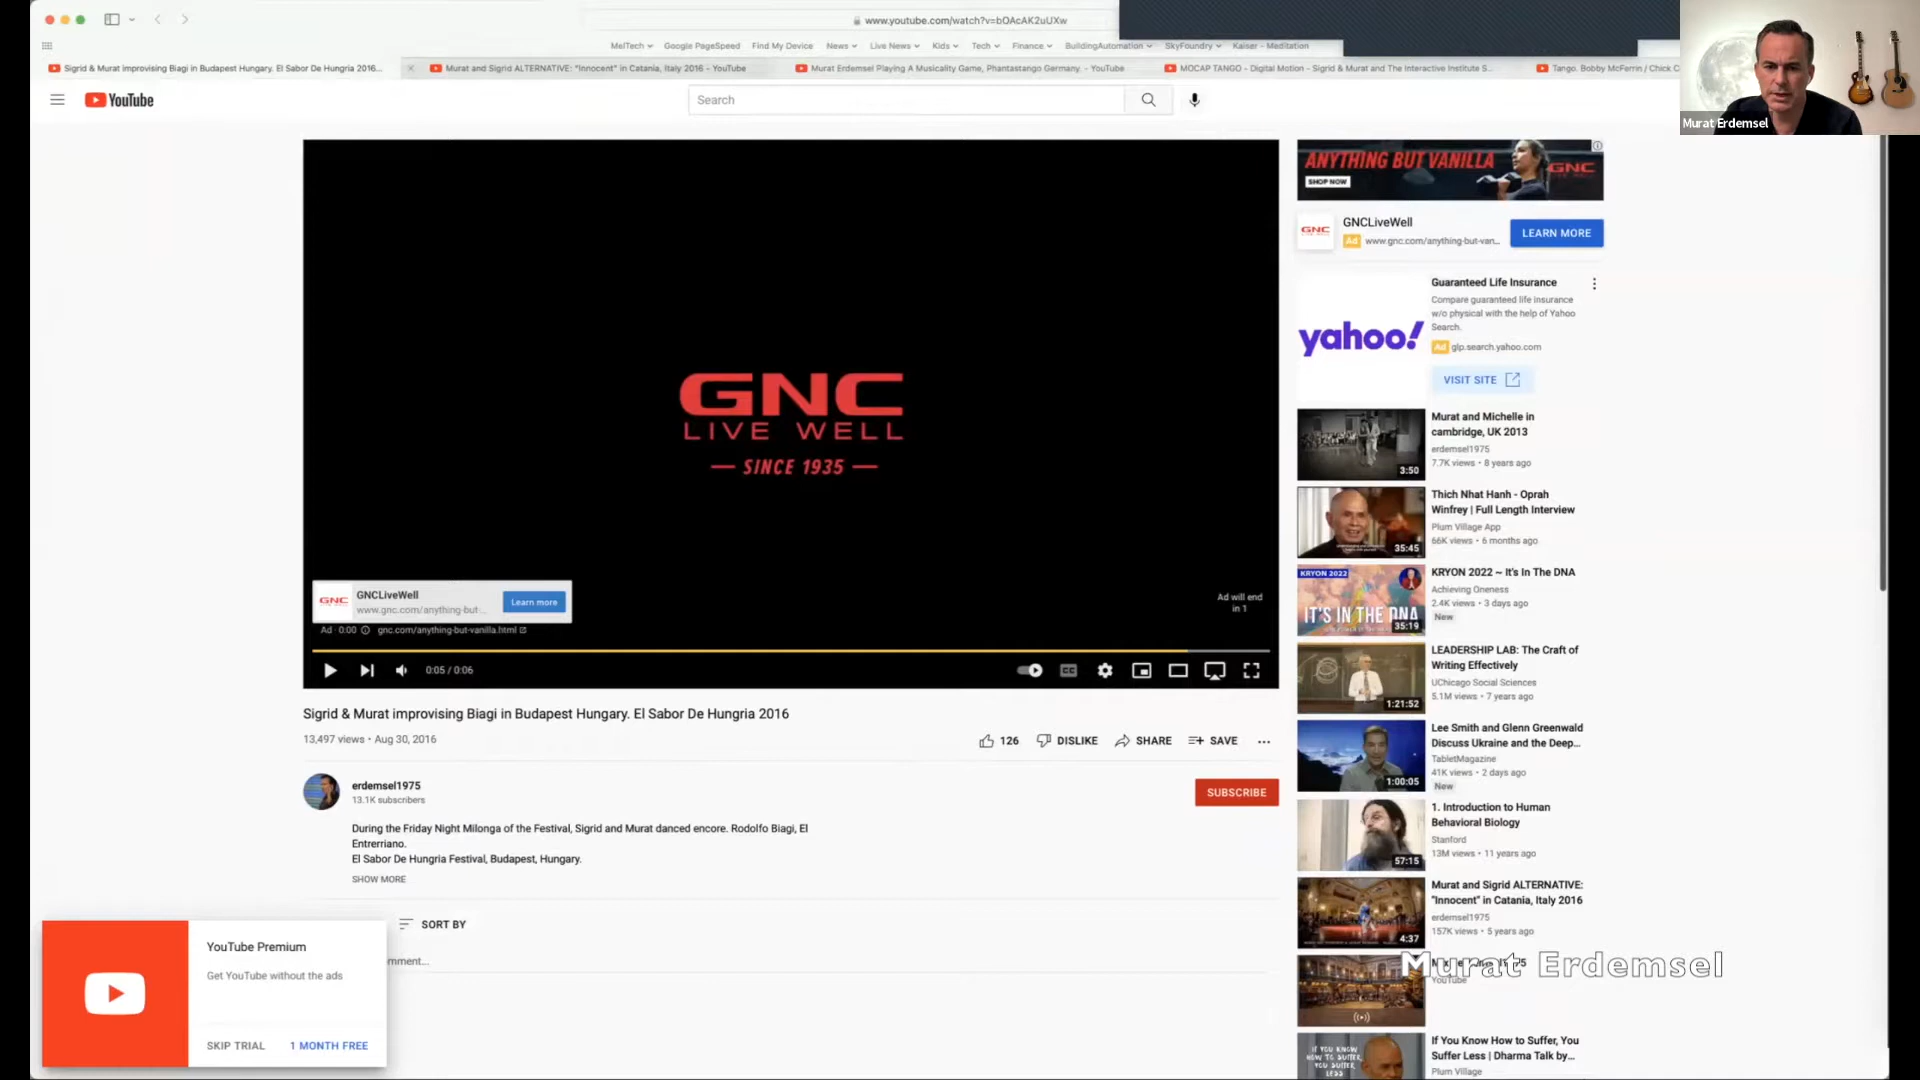 www.youtube.com/watch?v=bOAcAK2uUXw
MelTech Google PageSpeed Find My Device News Live News Kids Tech Finance BuildingAutomation SkyFoundry Kaiser - Meditation
Sigrid & Murat improvising Biagi in Budapest Hungary. El Sabor De Hungria 2016...
Murat and Sigrid ALTERNATIVE: "Innocent" in Catania, Italy 2016 - YouTube
Murat Erdemsel Playing A Musicality Game, Phantastango Germany. - YouTube
MOCAP TANGO - Digital Motion - Sigrid & Murat and The Interactive Institute S...
Tango. Bobby McFerrin / Chick C
Murat Erdemsel
YouTube
Search
GNC
LIVE WELL
SINCE 1935
GNC
GNCLiveWell
www.gnc.com/anything-but-...
Learn more
Ad · 0:00 gnc.com/anything-but-vanilla.html
Ad will end
in 1
0:05 / 0:06
CC
Sigrid & Murat improvising Biagi in Budapest Hungary. El Sabor De Hungria 2016
13,497 views • Aug 30, 2016
126 DISLIKE SHARE SAVE ...
erdemsel1975
13.1K subscribers
SUBSCRIBE
During the Friday Night Milonga of the Festival, Sigrid and Murat danced encore. Rodolfo Biagi, El
Entrerriano.
El Sabor De Hungria Festival, Budapest, Hungary.
SHOW MORE
SORT BY
mment...
YouTube Premium
Get YouTube without the ads
SKIP TRIAL 1 MONTH FREE
ANYTHING BUT VANILLA
SHOP NOW
GNC
GNC
GNCLiveWell
Ad www.gnc.com/anything-but-van...
LEARN MORE
yahoo!
Guaranteed Life Insurance
Compare guaranteed life insurance
w/o physical with the help of Yahoo
Search.
Ad glp.search.yahoo.com
VISIT SITE
3:50
Murat and Michelle in
cambridge, UK 2013
erdemsel1975
7.7K views • 8 years ago
35:45
Thich Nhat Hanh - Oprah
Winfrey | Full Length Interview
Plum Village App
66K views • 6 months ago
KRYON 2022
IT'S IN THE DNA
35:19
KRYON 2022 ~ It's In The DNA
Achieving Oneness
2.4K views • 3 days ago
New
1:21:52
LEADERSHIP LAB: The Craft of
Writing Effectively
UChicago Social Sciences
5.1M views • 7 years ago
1:00:05
Lee Smith and Glenn Greenwald
Discuss Ukraine and the Deep...
TabletMagazine
41K views • 2 days ago
New
57:15
1. Introduction to Human
Behavioral Biology
Stanford
13M views • 11 years ago
4:37
Murat and Sigrid ALTERNATIVE:
"Innocent" in Catania, Italy 2016
erdemsel1975
157K views • 5 years ago
Murat Erdemsel
YouTube
IF YOU KNOW
HOW TO SUFFER,
YOU SUFFER
LESS
If You Know How to Suffer, You
Suffer Less | Dharma Talk by...
Plum Village